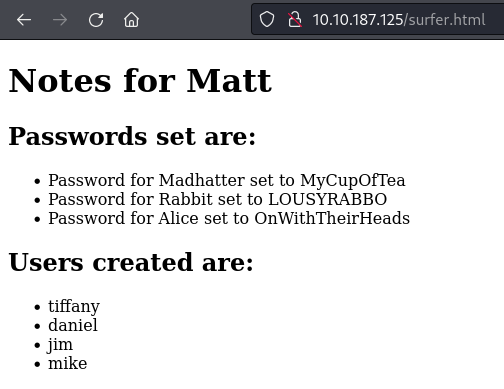 10.10.187.125/surfer.html
Notes for Matt
Passwords set are:
• Password for Madhatter set to MyCupOfTea
• Password for Rabbit set to LOUSYRABBO
• Password for Alice set to OnWithTheirHeads
Users created are:
• tiffany
• daniel
• jim
• mike